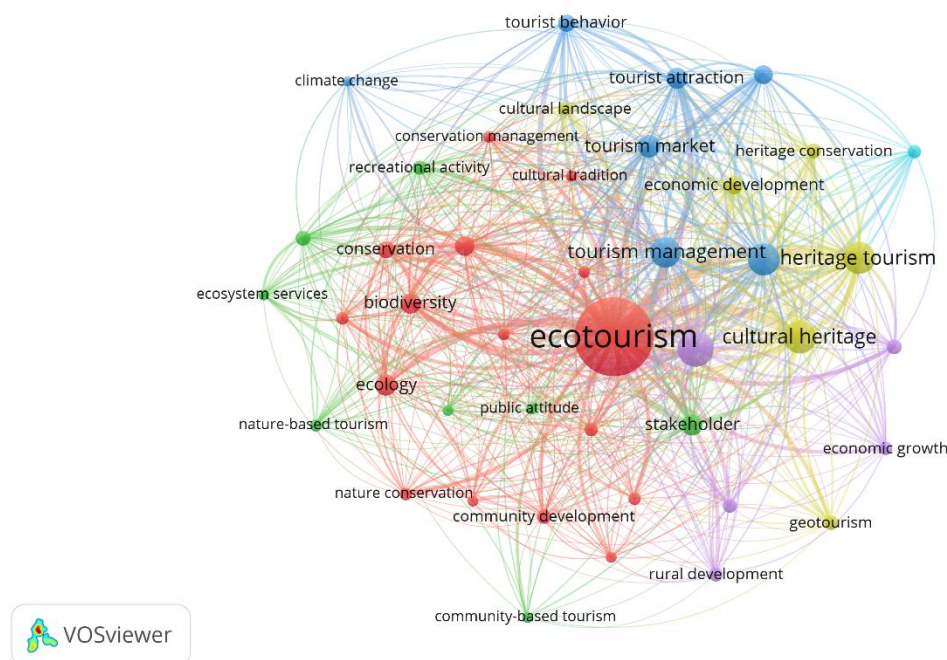 tourist behavior
climate change
tourist attraction
cultural landscape
conservation management
tourism market
heritage conservation
recreational activity
cultural tradition
economic development
conservation
tourism management
heritage tourism
ecosystem services
biodiversity
ecotourism
cultural heritage
ecology
public attitude
nature-based tourism
stakeholder
economic growth
nature conservation
community development
geotourism
rural development
community-based tourism
VOSviewer